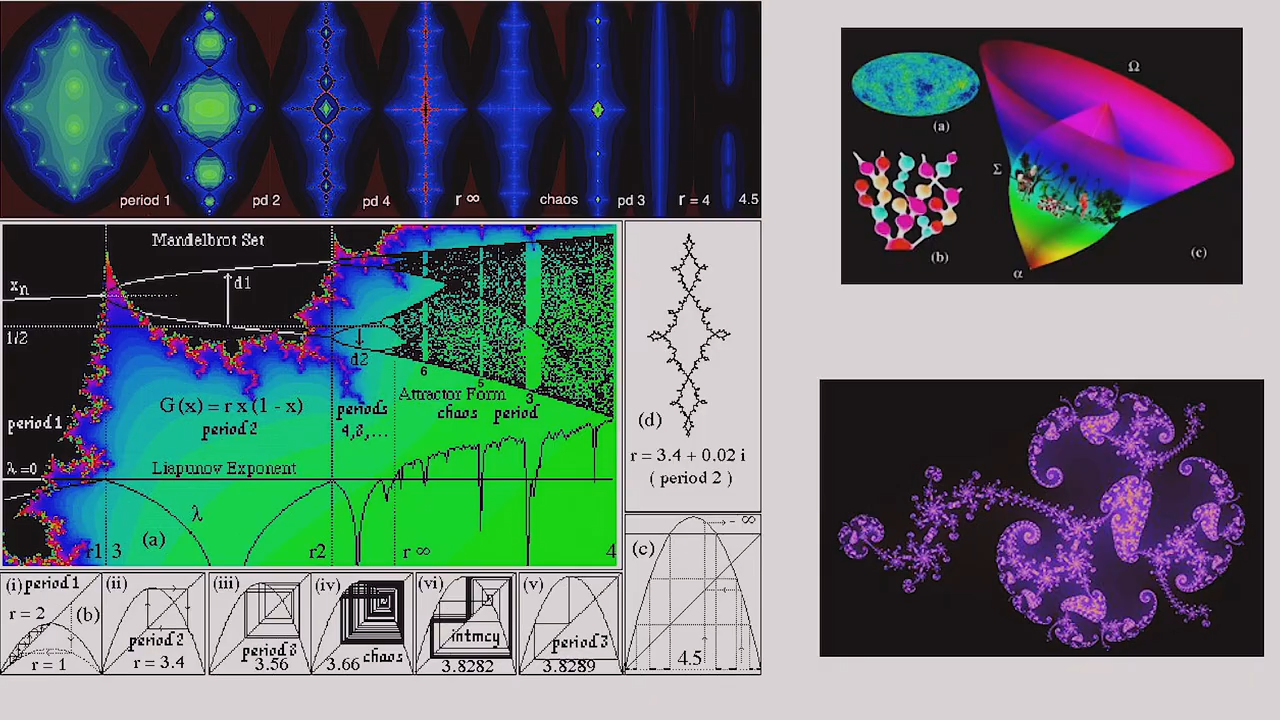 period 1
pd 2
pd 4
r ∞
chaos
pd 3
r = 4
4.5
Mandelbrot Set
xn
d1
1/2
d2
6
5
3
G (x) = r x (1 - x)
period 2
periods
4,8,...
Attractor Form
chaos period
period 1
λ =0
Liapunov Exponent
λ
(a)
r1 3
r2
r ∞
4
(d)
r = 3.4 + 0.02 i
( period 2 )
(i) period 1
r = 2
(b)
r = 1
(ii)
period 2
r = 3.4
(iii)
period 8
3.56
(iv)
3.66 chaos
(vi)
intmcy
3.8282
(v)
period 3
3.8289
(c)
- ∞
4.5
(a)
(b)
Ω
Σ
α
(c)